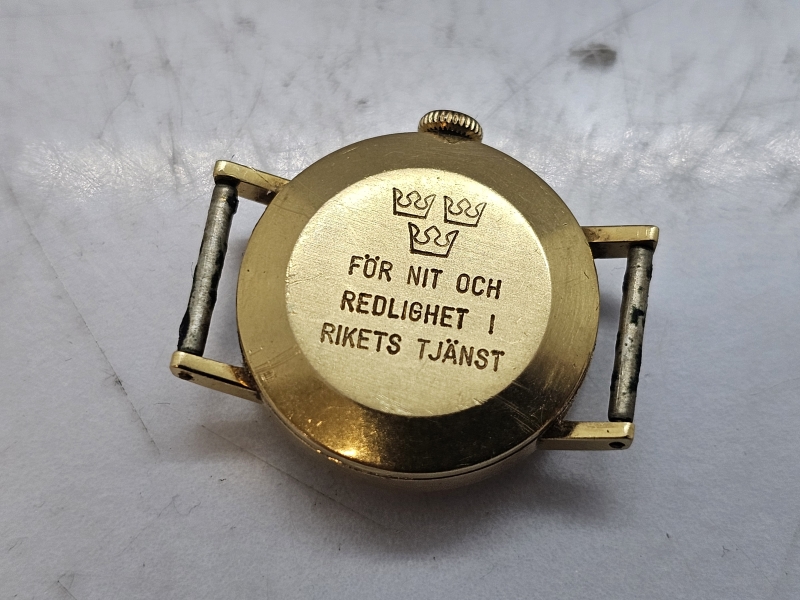 FÖR NIT OCH
REDLIGHET I
RIKETS TJÄNST